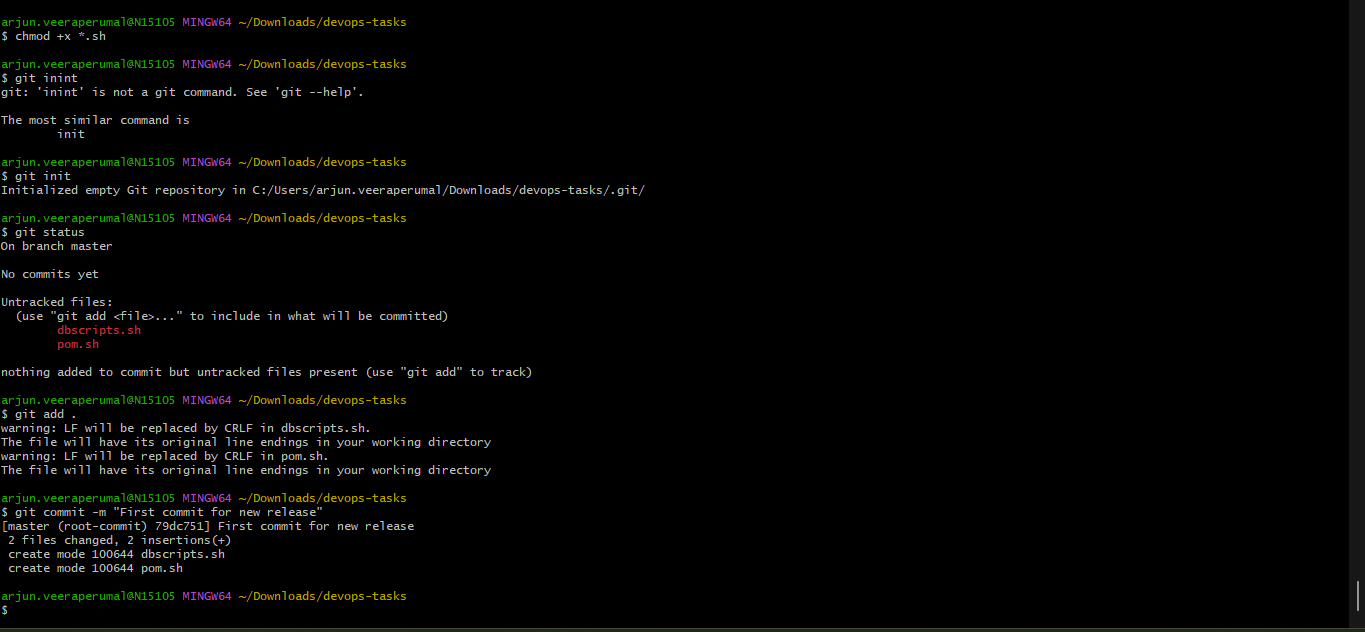 arjun.veeraperumal@N15105 MINGW64 ~/Downloads/devops-tasks
$ chmod +x *.sh
arjun.veeraperumal@N15105 MINGW64 ~/Downloads/devops-tasks
$ git inint
git: 'inint' is not a git command. See 'git --help'.
The most similar command is
init
arjun.veeraperumal@N15105 MINGW64 ~/Downloads/devops-tasks
$ git init
Initialized empty Git repository in C:/Users/arjun.veeraperumal/Downloads/devops-tasks/.git/
arjun.veeraperumal@N15105 MINGW64 ~/Downloads/devops-tasks
$ git status
On branch master
No commits yet
Untracked files:
(use "git add <file>..." to include in what will be committed)
dbscripts.sh
pom.sh
nothing added to commit but untracked files present (use "git add" to track)
arjun.veeraperumal@N15105 MINGW64 ~/Downloads/devops-tasks
$ git add .
warning: LF will be replaced by CRLF in dbscripts.sh.
The file will have its original line endings in your working directory
warning: LF will be replaced by CRLF in pom.sh.
The file will have its original line endings in your working directory
arjun.veeraperumal@N15105 MINGW64 ~/Downloads/devops-tasks
$ git commit -m "First commit for new release"
[master (root-commit) 79dc751] First commit for new release
2 files changed, 2 insertions(+)
create mode 100644 dbscripts.sh
create mode 100644 pom.sh
arjun.veeraperumal@N15105 MINGW64 ~/Downloads/devops-tasks
$